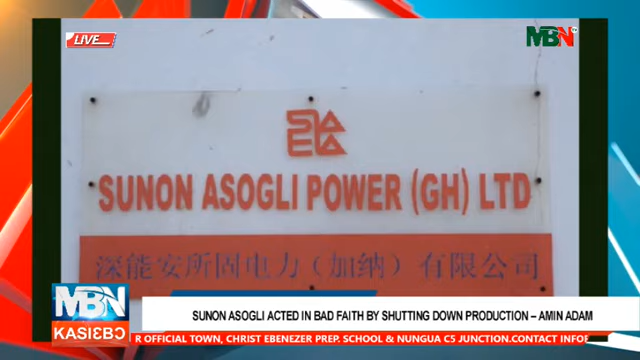 LIVE
MBN
SUNON ASOGLI POWER (GH) LTD
深能安所固电力（加纳）有限公司
MBN
SUNON ASOGLI ACTED IN BAD FAITH BY SHUTTING DOWN PRODUCTION – AMIN ADAM
KASIƐBƆ
R OFFICIAL TOWN, CHRIST EBENEZER PREP. SCHOOL & NUNGUA C5 JUNCTION.CONTACT INFO